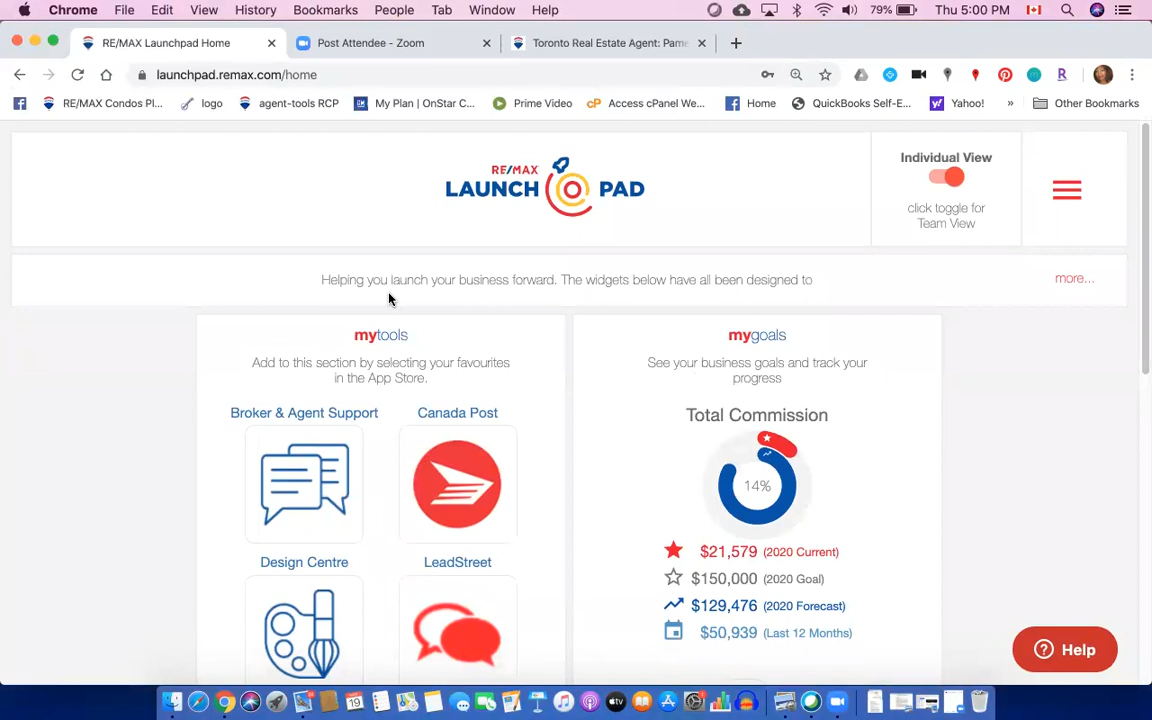 Chrome File Edit View History Bookmarks People Tab Window Help 79% Thu 5:00 PM
RE/MAX Launchpad Home Post Attendee - Zoom Toronto Real Estate Agent: Pame
launchpad.remax.com/home
RE/MAX Condos Pl... logo agent-tools RCP My Plan | OnStar C... Prime Video cP Access cPanel We... Home QuickBooks Self-E... Yahoo! » Other Bookmarks
RE/MAX
LAUNCH PAD
Individual View
click toggle for
Team View
Helping you launch your business forward. The widgets below have all been designed to more...
mytools
Add to this section by selecting your favourites
in the App Store.
Broker & Agent Support Canada Post
Design Centre LeadStreet
mygoals
See your business goals and track your
progress
Total Commission
14%
$21,579 (2020 Current)
$150,000 (2020 Goal)
$129,476 (2020 Forecast)
$50,939 (Last 12 Months)
Help